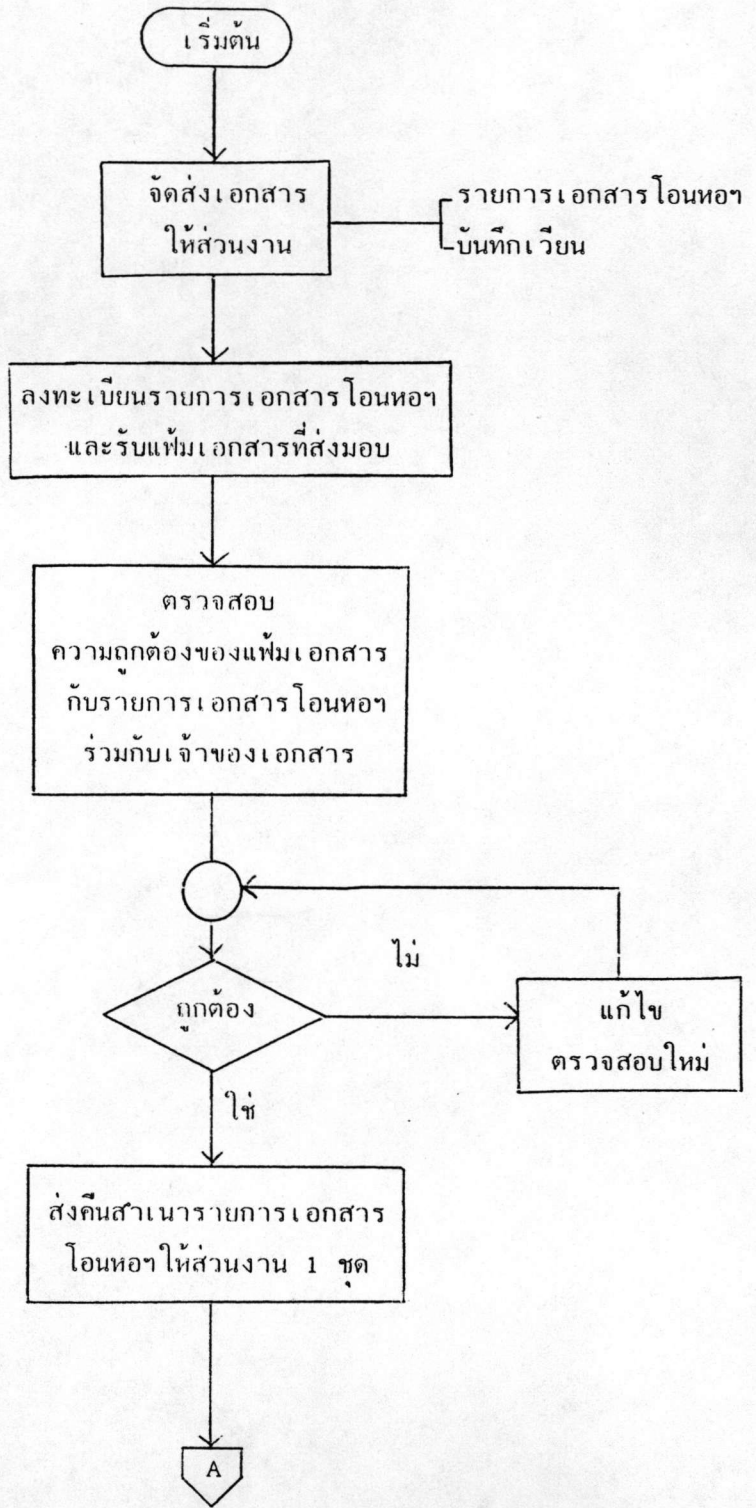 เริ่มต้น
จัดส่งเอกสาร
ให้ส่วนงาน
รายการเอกสารโอนหอฯ
บันทึกเวียน
ลงทะเบียนรายการเอกสารโอนหอฯ
และรับแฟ้มเอกสารที่ส่งมอบ
ตรวจสอบ
ความถูกต้องของแฟ้มเอกสาร
กับรายการเอกสารโอนหอฯ
ร่วมกับเจ้าของเอกสาร
ไม่
ถูกต้อง
แก้ไข
ตรวจสอบใหม่
ใช่
ส่งคืนสำเนารายการเอกสาร
โอนหอฯให้ส่วนงาน 1 ชุด
A